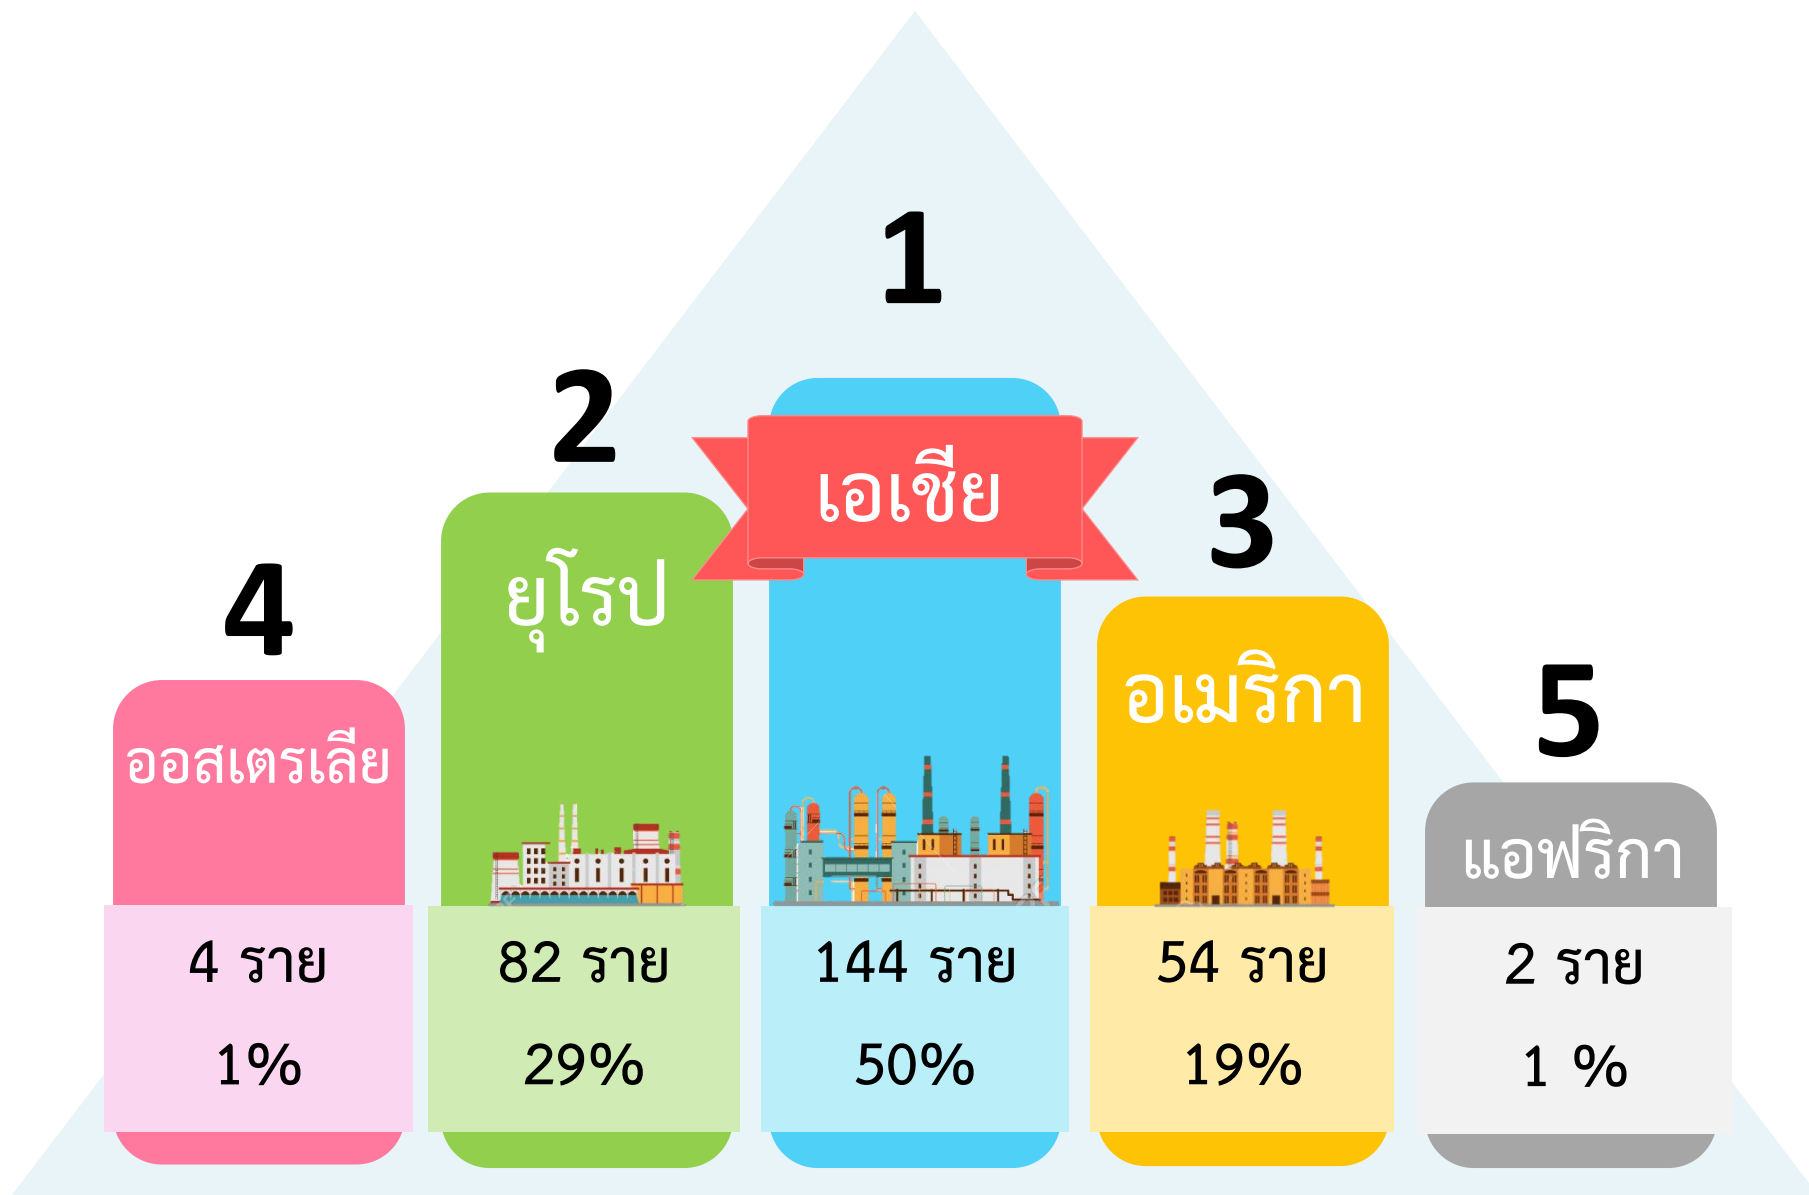 1
เอเชีย
144 ราย
50%
2
ยุโรป
82 ราย
29%
3
อเมริกา
54 ราย
19%
4
ออสเตรเลีย
4 ราย
1%
5
แอฟริกา
2 ราย
1 %